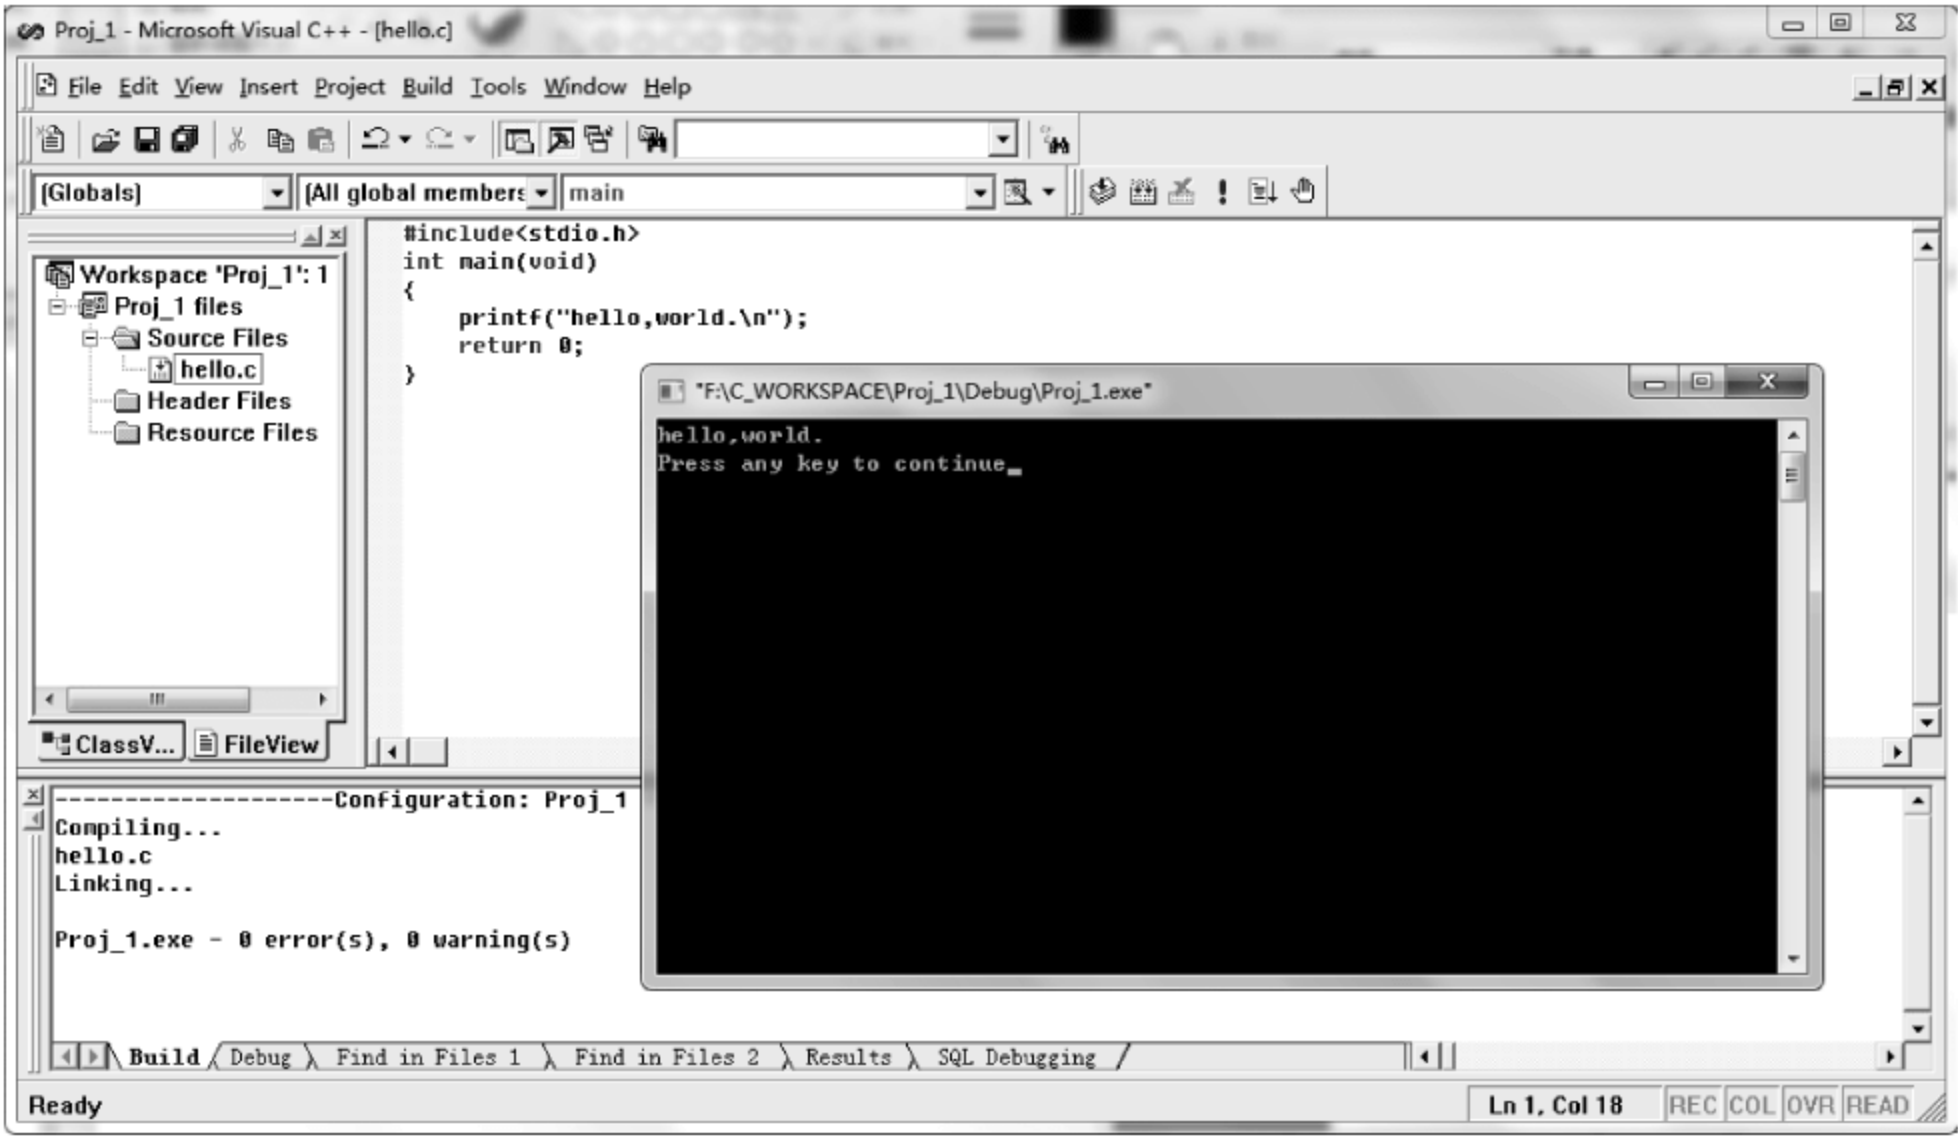 Proj_1 - Microsoft Visual C++ - [hello.c]
File Edit View Insert Project Build Tools Window Help
(Globals) (All global members main
#include<stdio.h>
int main(void)
{
printf("hello,world.\n");
return 0;
}
Workspace 'Proj_1': 1
Proj_1 files
Source Files
hello.c
Header Files
Resource Files
ClassV... FileView
"F:\C_WORKSPACE\Proj_1\Debug\Proj_1.exe"
hello,world.
Press any key to continue_
--------------------Configuration: Proj_1
Compiling...
hello.c
Linking...
Proj_1.exe - 0 error(s), 0 warning(s)
Build Debug Find in Files 1 Find in Files 2 Results SQL Debugging
Ready Ln 1, Col 18 REC COL OVR READ